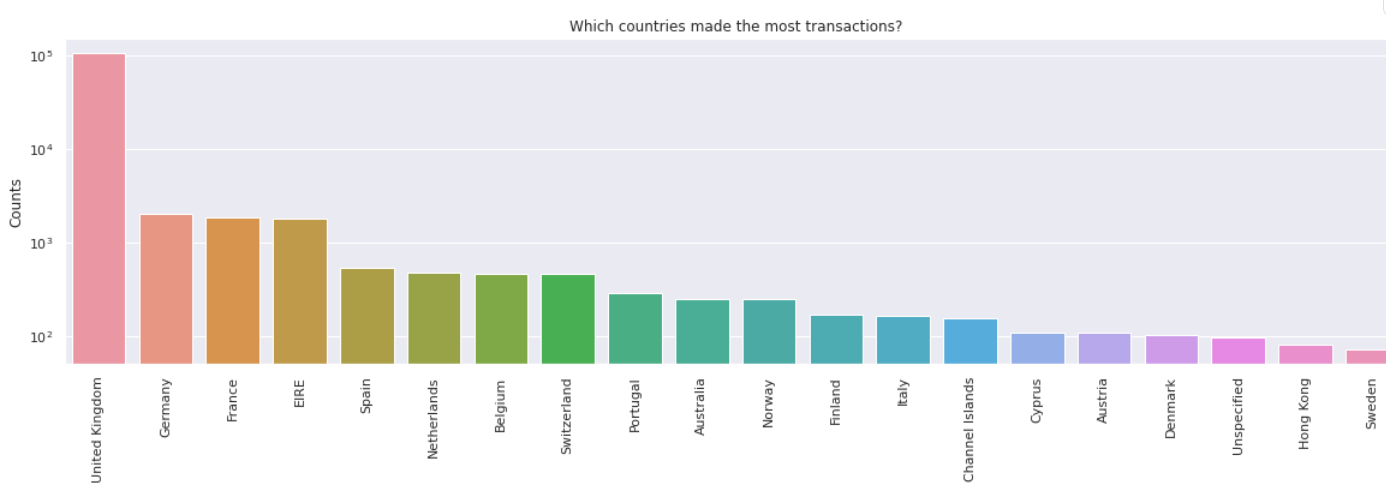 Which countries made the most transactions?
Counts
10⁵
10⁴
10³
10²
United Kingdom
Germany
France
EIRE
Spain
Netherlands
Belgium
Switzerland
Portugal
Australia
Norway
Finland
Italy
Channel Islands
Cyprus
Austria
Denmark
Unspecified
Hong Kong
Sweden